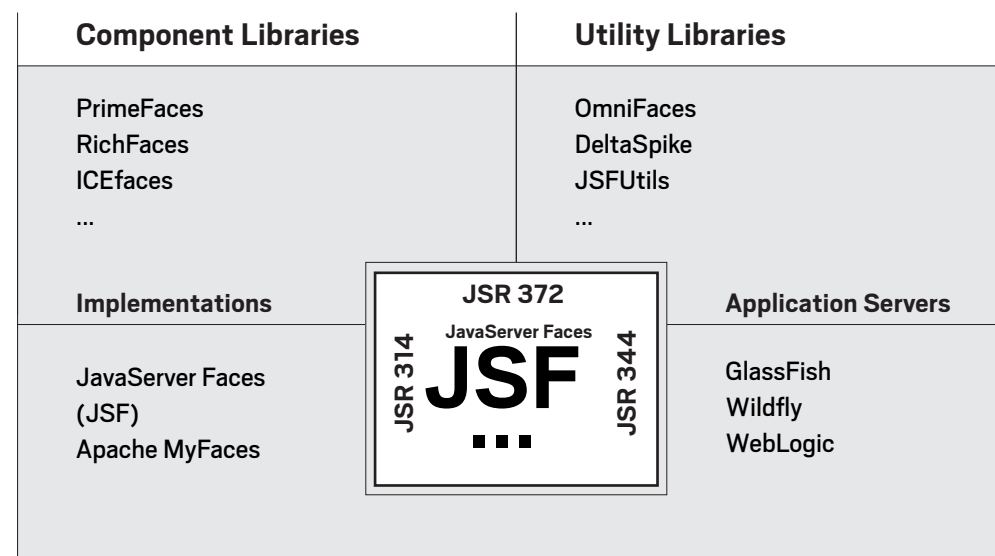 Component Libraries
Utility Libraries
PrimeFaces
RichFaces
ICEfaces
...
OmniFaces
DeltaSpike
JSFUtils
...
Implementations
JavaServer Faces
(JSF)
Apache MyFaces
JSR 372
JSR 314
JavaServer Faces
JSF
...
JSR 344
Application Servers
GlassFish
Wildfly
WebLogic